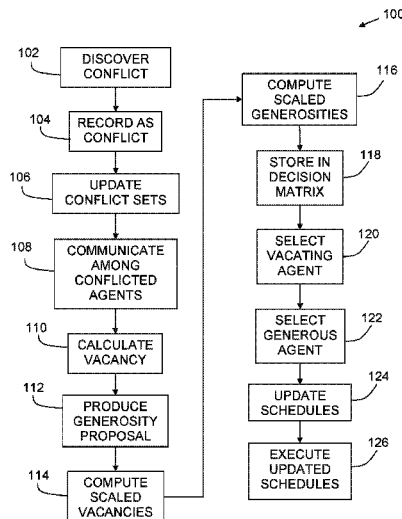 100
102
DISCOVER
CONFLICT
104
RECORD AS
CONFLICT
106
UPDATE
CONFLICT SETS
108
COMMUNICATE
AMONG
CONFLICTED
AGENTS
110
CALCULATE
VACANCY
112
PRODUCE
GENEROSITY
PROPOSAL
114
COMPUTE
SCALED
VACANCIES
116
COMPUTE
SCALED
GENEROSITIES
118
STORE IN
DECISION
MATRIX
120
SELECT
VACATING
AGENT
122
SELECT
GENEROUS
AGENT
124
UPDATE
SCHEDULES
126
EXECUTE
UPDATED
SCHEDULES